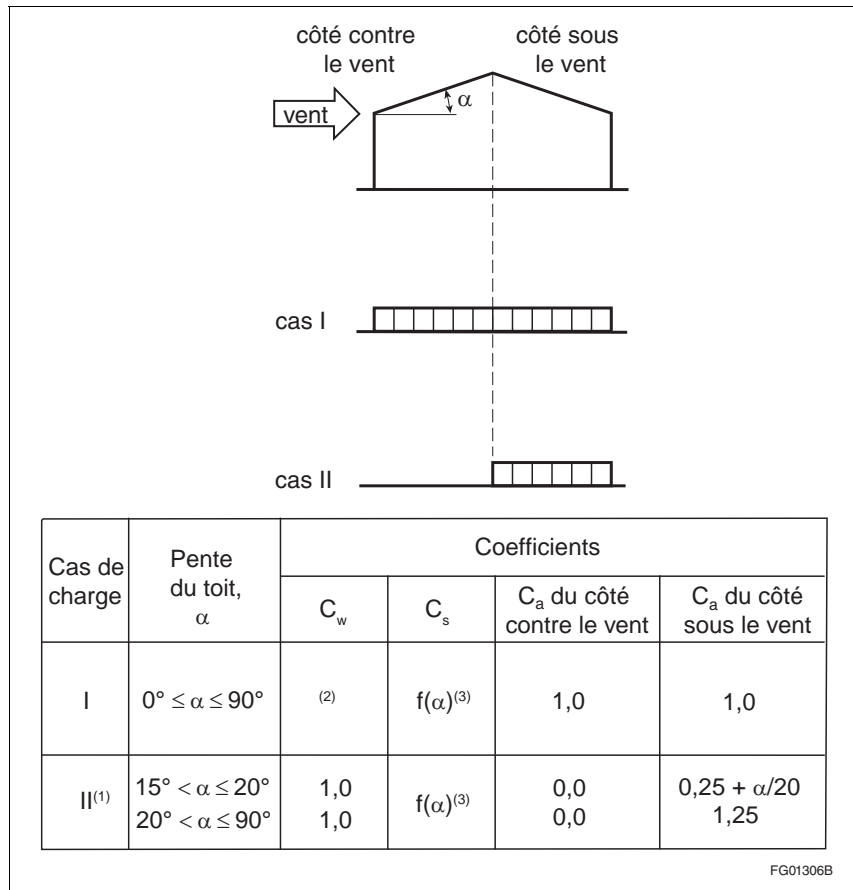 côté contre
le vent
côté sous
le vent
vent
α
cas I
cas II
Cas de
charge
Pente
du toit,
α
Coefficients
C_w
C_s
C_a du côté
contre le vent
C_a du côté
sous le vent
I
0° ≤ α ≤ 90°
(2)
f(α)(3)
1,0
1,0
II(1)
15° < α ≤ 20°
20° < α ≤ 90°
1,0
1,0
f(α)(3)
0,0
0,0
0,25 + α/20
1,25
FG01306B